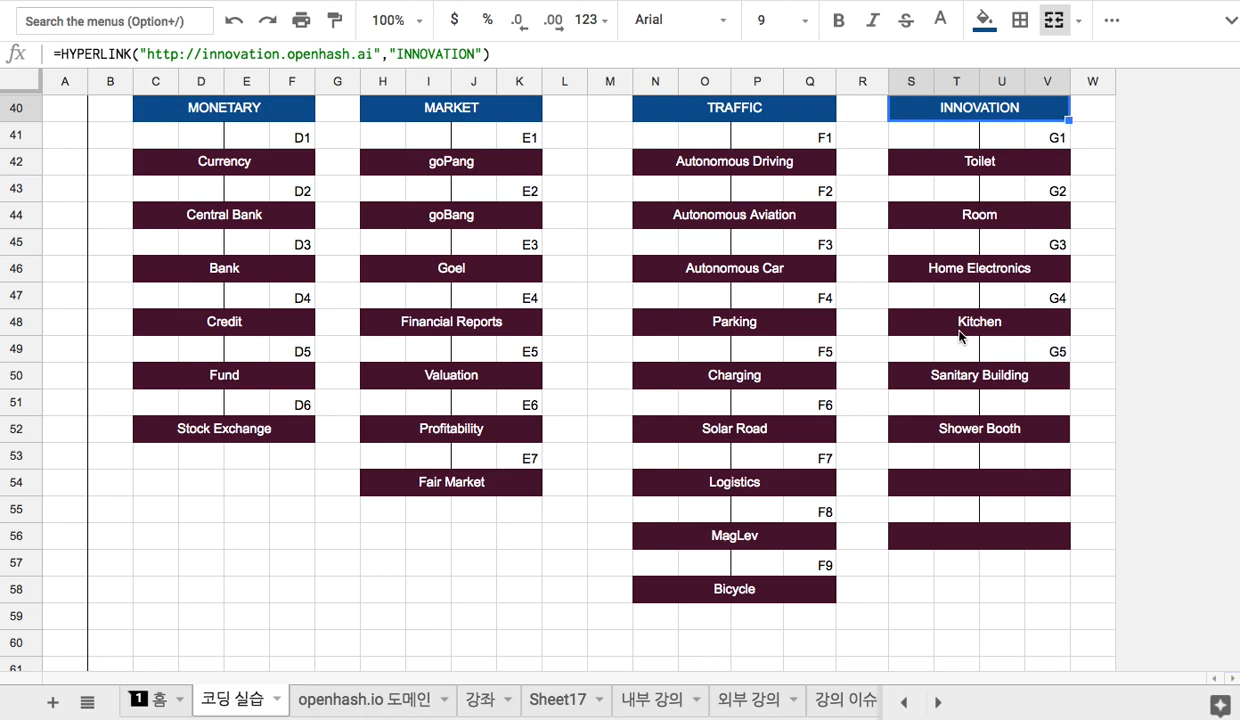 Search the menus (Option+/) 100% $ % .0 .00 123 Arial 9 B I S A
fx =HYPERLINK("http://innovation.openhash.ai","INNOVATION")
A B C D E F G H I J K L M N O P Q R S T U V W
40 MONETARY MARKET TRAFFIC INNOVATION
41 D1 E1 F1 G1
42 Currency goPang Autonomous Driving Toilet
43 D2 E2 F2 G2
44 Central Bank goBang Autonomous Aviation Room
45 D3 E3 F3 G3
46 Bank Goel Autonomous Car Home Electronics
47 D4 E4 F4 G4
48 Credit Financial Reports Parking Kitchen
49 D5 E5 F5 G5
50 Fund Valuation Charging Sanitary Building
51 D6 E6 F6
52 Stock Exchange Profitability Solar Road Shower Booth
53 E7 F7
54 Fair Market Logistics
55 F8
56 MagLev
57 F9
58 Bicycle
59
60
61
1 홈 코딩 실습 openhash.io 도메인 강좌 Sheet17 내부 강의 외부 강의 강의 이슈